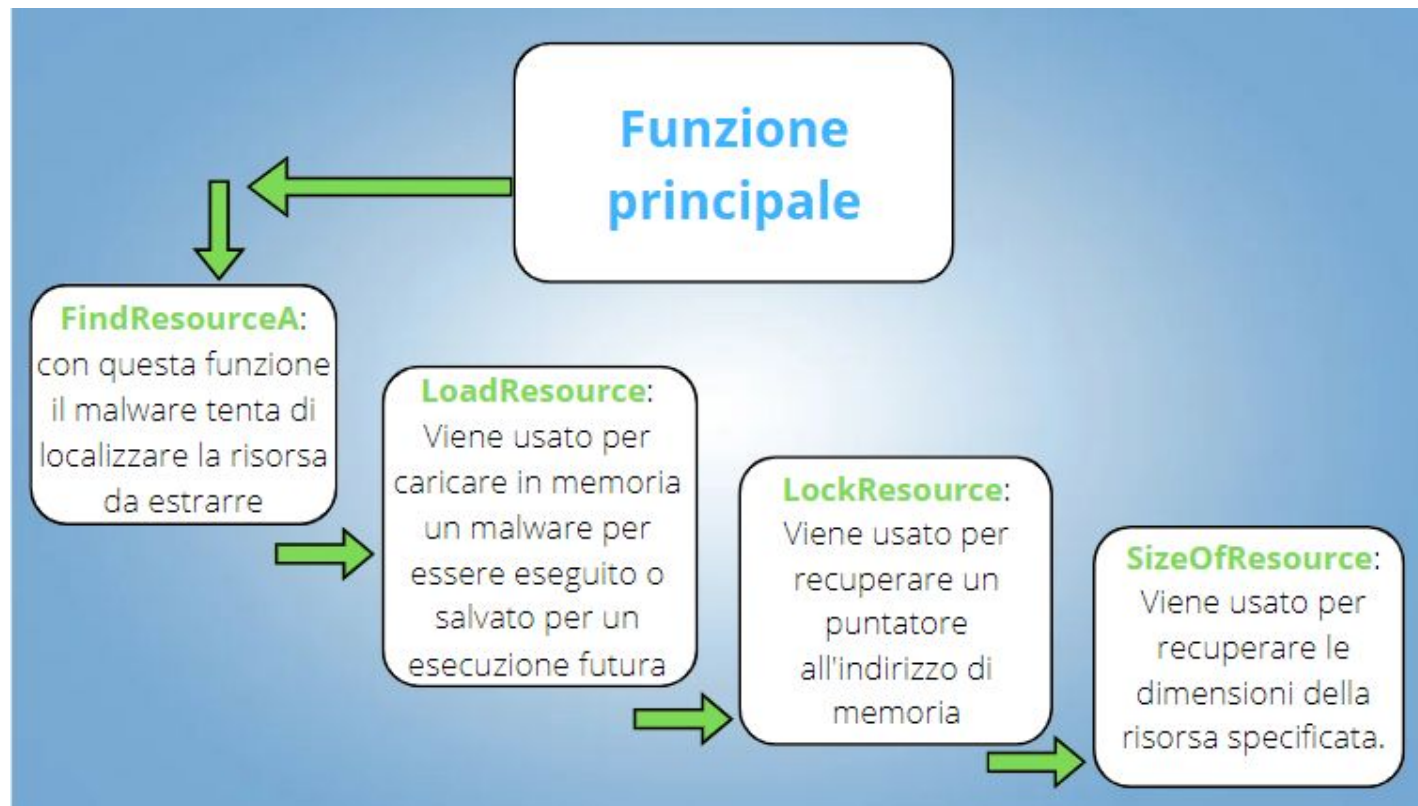 Funzione
principale
FindResourceA:
con questa funzione
il malware tenta di
localizzare la risorsa
da estrarre
LoadResource:
Viene usato per
caricare in memoria
un malware per
essere eseguito o
salvato per un
esecuzione futura
LockResource:
Viene usato per
recuperare un
puntatore
all'indirizzo di
memoria
SizeOfResource:
Viene usato per
recuperare le
dimensioni della
risorsa specificata.